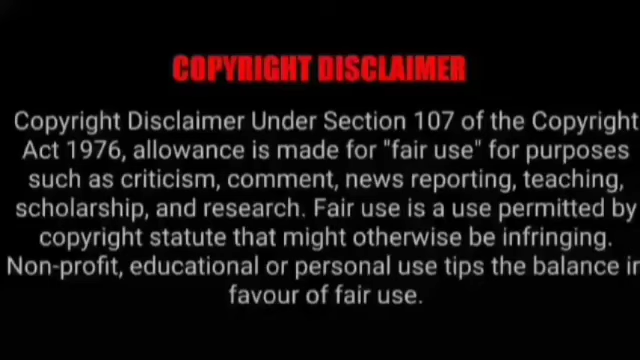 COPYRIGHT DISCLAIMER
Copyright Disclaimer Under Section 107 of the Copyright
Act 1976, allowance is made for "fair use" for purposes
such as criticism, comment, news reporting, teaching,
scholarship, and research. Fair use is a use permitted by
copyright statute that might otherwise be infringing.
Non-profit, educational or personal use tips the balance in
favour of fair use.